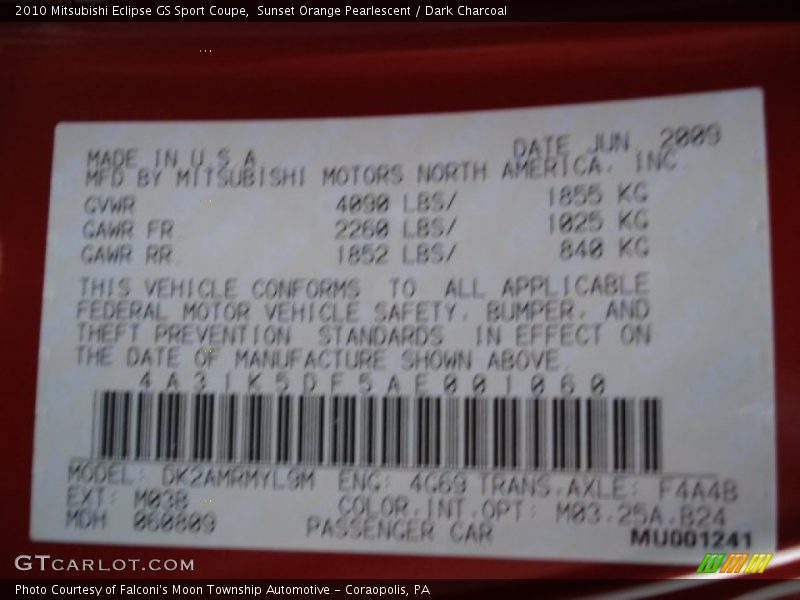 2010 Mitsubishi Eclipse GS Sport Coupe,  Sunset Orange Pearlescent / Dark Charcoal
MADE IN U.S.A. DATE JUN. 2009
MFD BY MITSUBISHI MOTORS NORTH AMERICA, INC.
GVWR 4090 LBS/ 1855 KG
GAWR FR. 2260 LBS/ 1025 KG
GAWR RR. 1852 LBS/ 840 KG
THIS VEHICLE CONFORMS TO ALL APPLICABLE
FEDERAL MOTOR VEHICLE SAFETY, BUMPER, AND
THEFT PREVENTION STANDARDS IN EFFECT ON
THE DATE OF MANUFACTURE SHOWN ABOVE.
4A31K5DF5AE001060
MODEL: DK2AMRMYL9M ENG: 4G69 TRANS.AXLE: F4A4B
EXT: M03B COLOR.INT.OPT: M03.25A.B24
MDH 060809 PASSENGER CAR
MU001241
GTCARLOT.COM
Photo Courtesy of Falconi's Moon Township Automotive - Coraopolis, PA